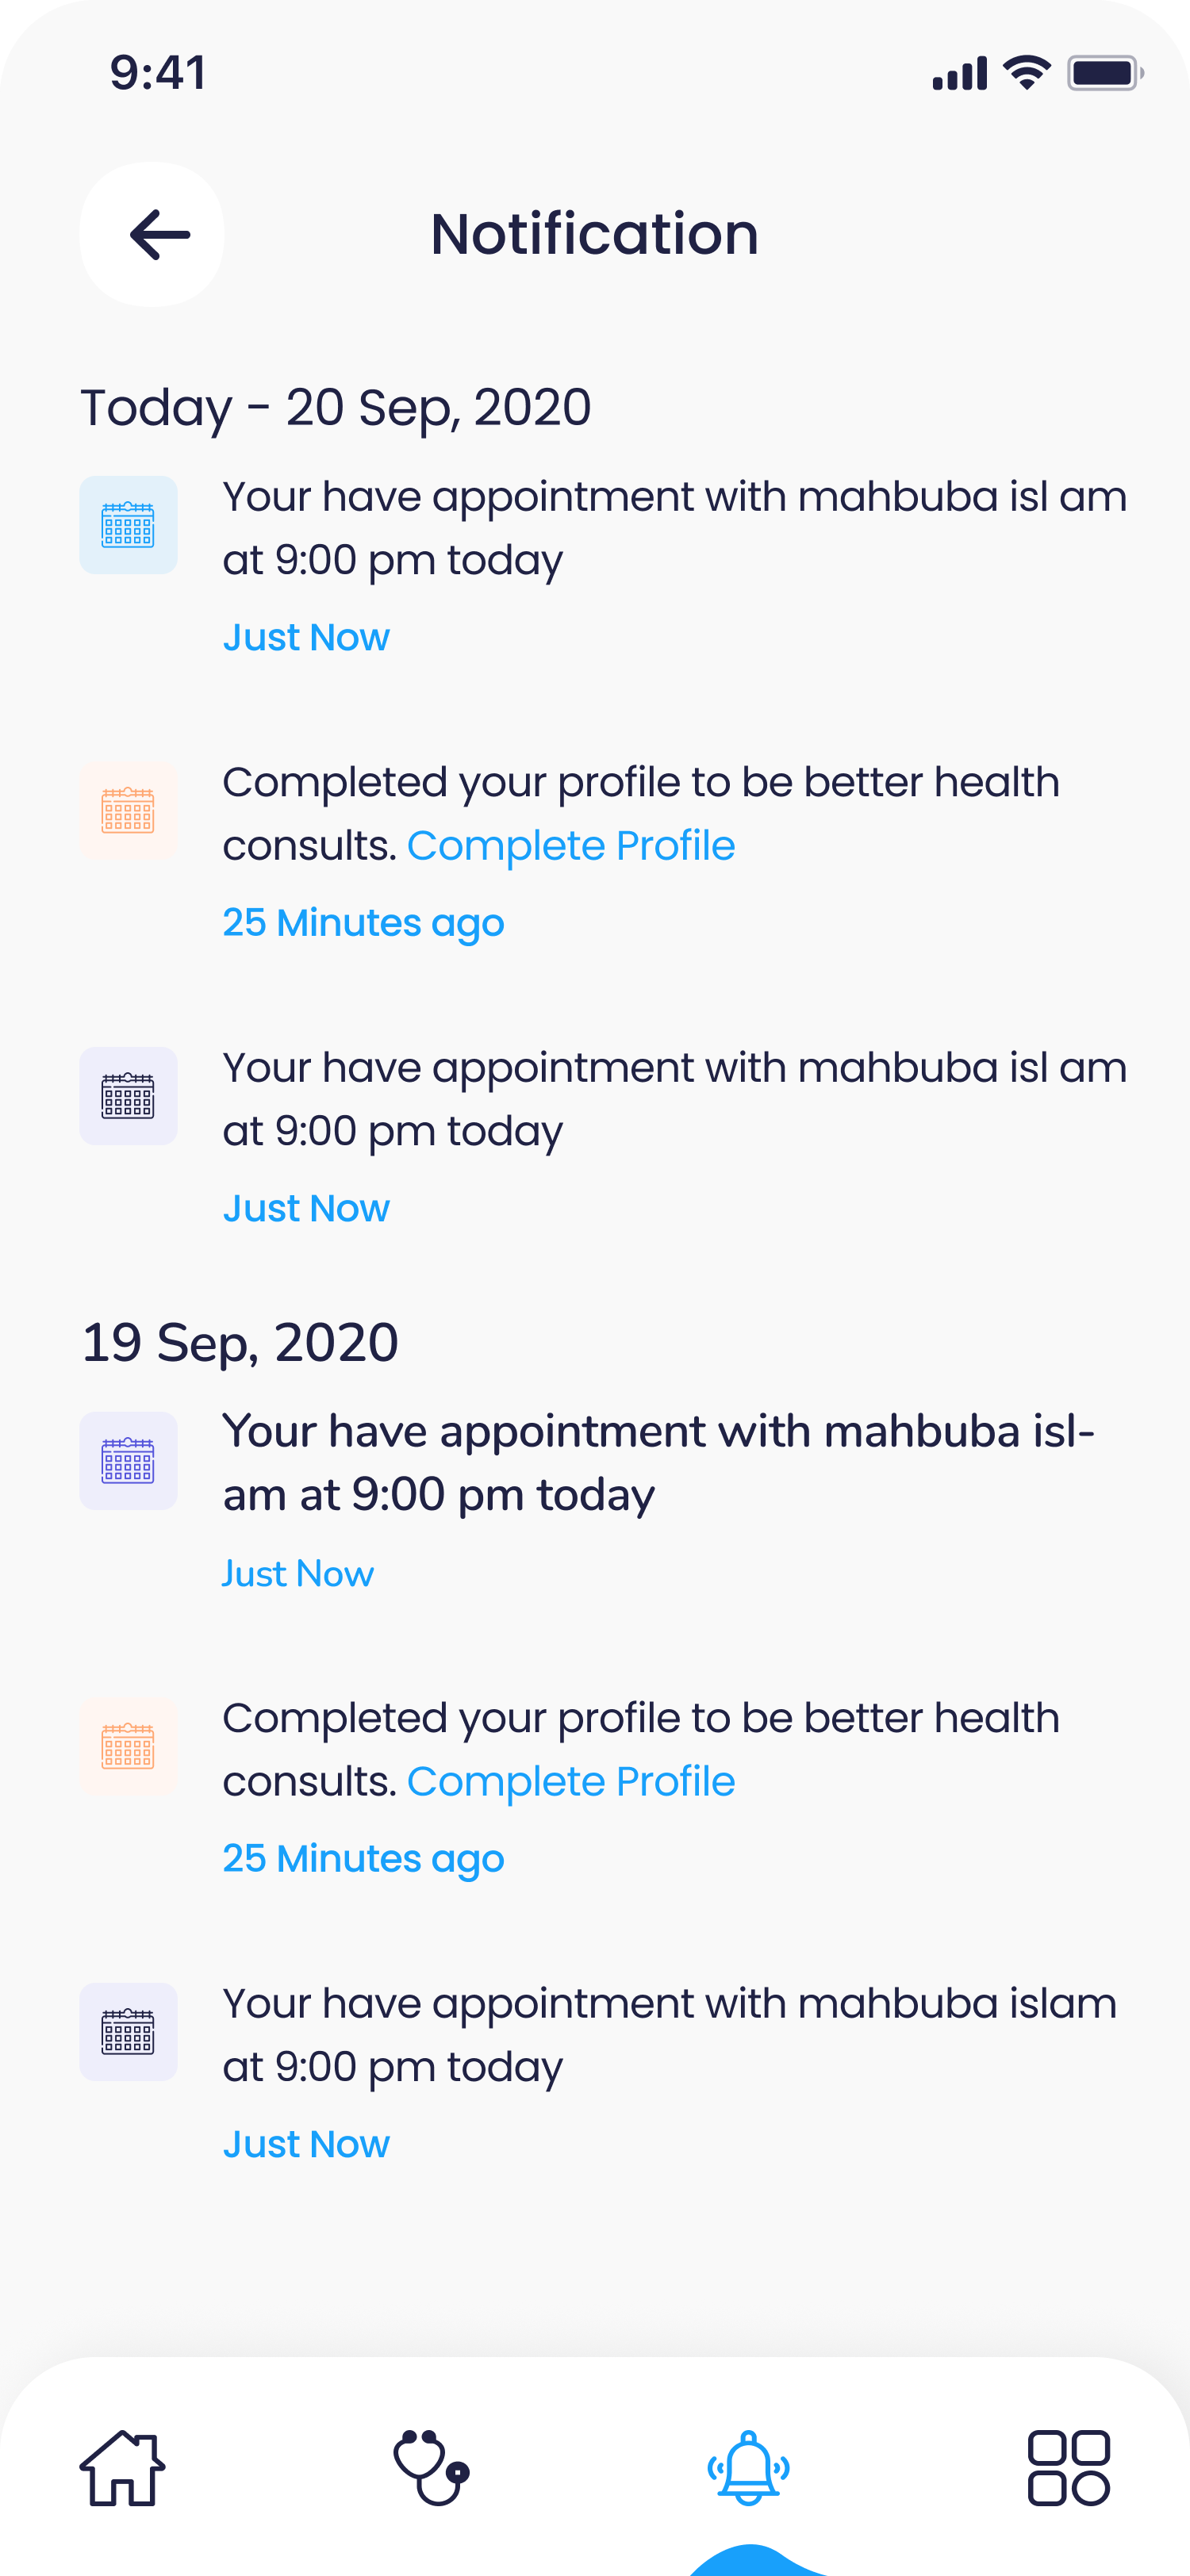 9:41
Notification
Today - 20 Sep, 2020
Your have appointment with mahbuba isl am
at 9:00 pm today
Just Now
Completed your profile to be better health
consults. Complete Profile
25 Minutes ago
Your have appointment with mahbuba isl am
at 9:00 pm today
Just Now
19 Sep, 2020
Your have appointment with mahbuba isl-
am at 9:00 pm today
Just Now
Completed your profile to be better health
consults. Complete Profile
25 Minutes ago
Your have appointment with mahbuba islam
at 9:00 pm today
Just Now